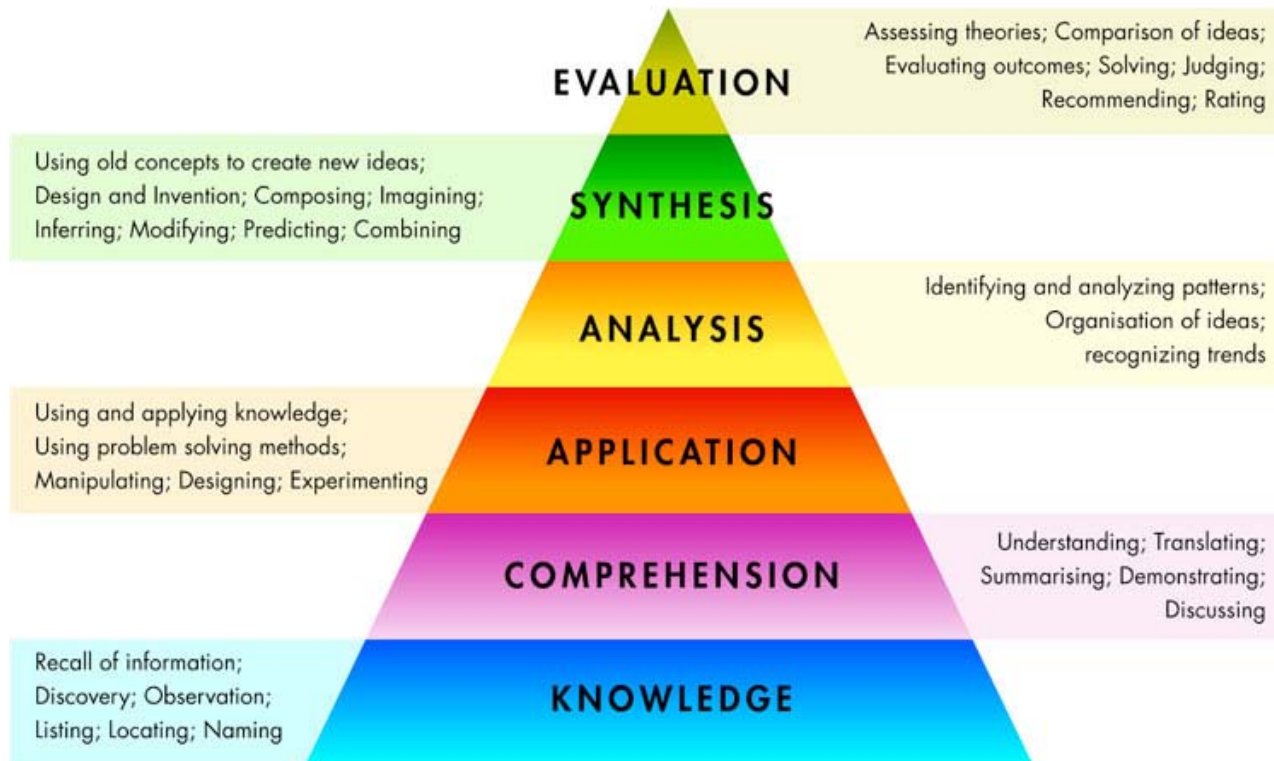 EVALUATION
Assessing theories; Comparison of ideas;
Evaluating outcomes; Solving; Judging;
Recommending; Rating
Using old concepts to create new ideas;
Design and Invention; Composing; Imagining;
Inferring; Modifying; Predicting; Combining
SYNTHESIS
ANALYSIS
Identifying and analyzing patterns;
Organisation of ideas;
recognizing trends
Using and applying knowledge;
Using problem solving methods;
Manipulating; Designing; Experimenting
APPLICATION
COMPREHENSION
Understanding; Translating;
Summarising; Demonstrating;
Discussing
Recall of information;
Discovery; Observation;
Listing; Locating; Naming
KNOWLEDGE